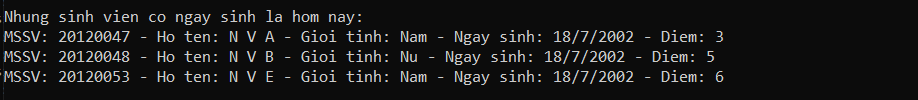 Nhung sinh vien co ngay sinh la hom nay:
MSSV: 20120047 - Ho ten: N V A - Gioi tinh: Nam - Ngay sinh: 18/7/2002 - Diem: 3
MSSV: 20120048 - Ho ten: N V B - Gioi tinh: Nu - Ngay sinh: 18/7/2002 - Diem: 5
MSSV: 20120053 - Ho ten: N V E - Gioi tinh: Nam - Ngay sinh: 18/7/2002 - Diem: 6